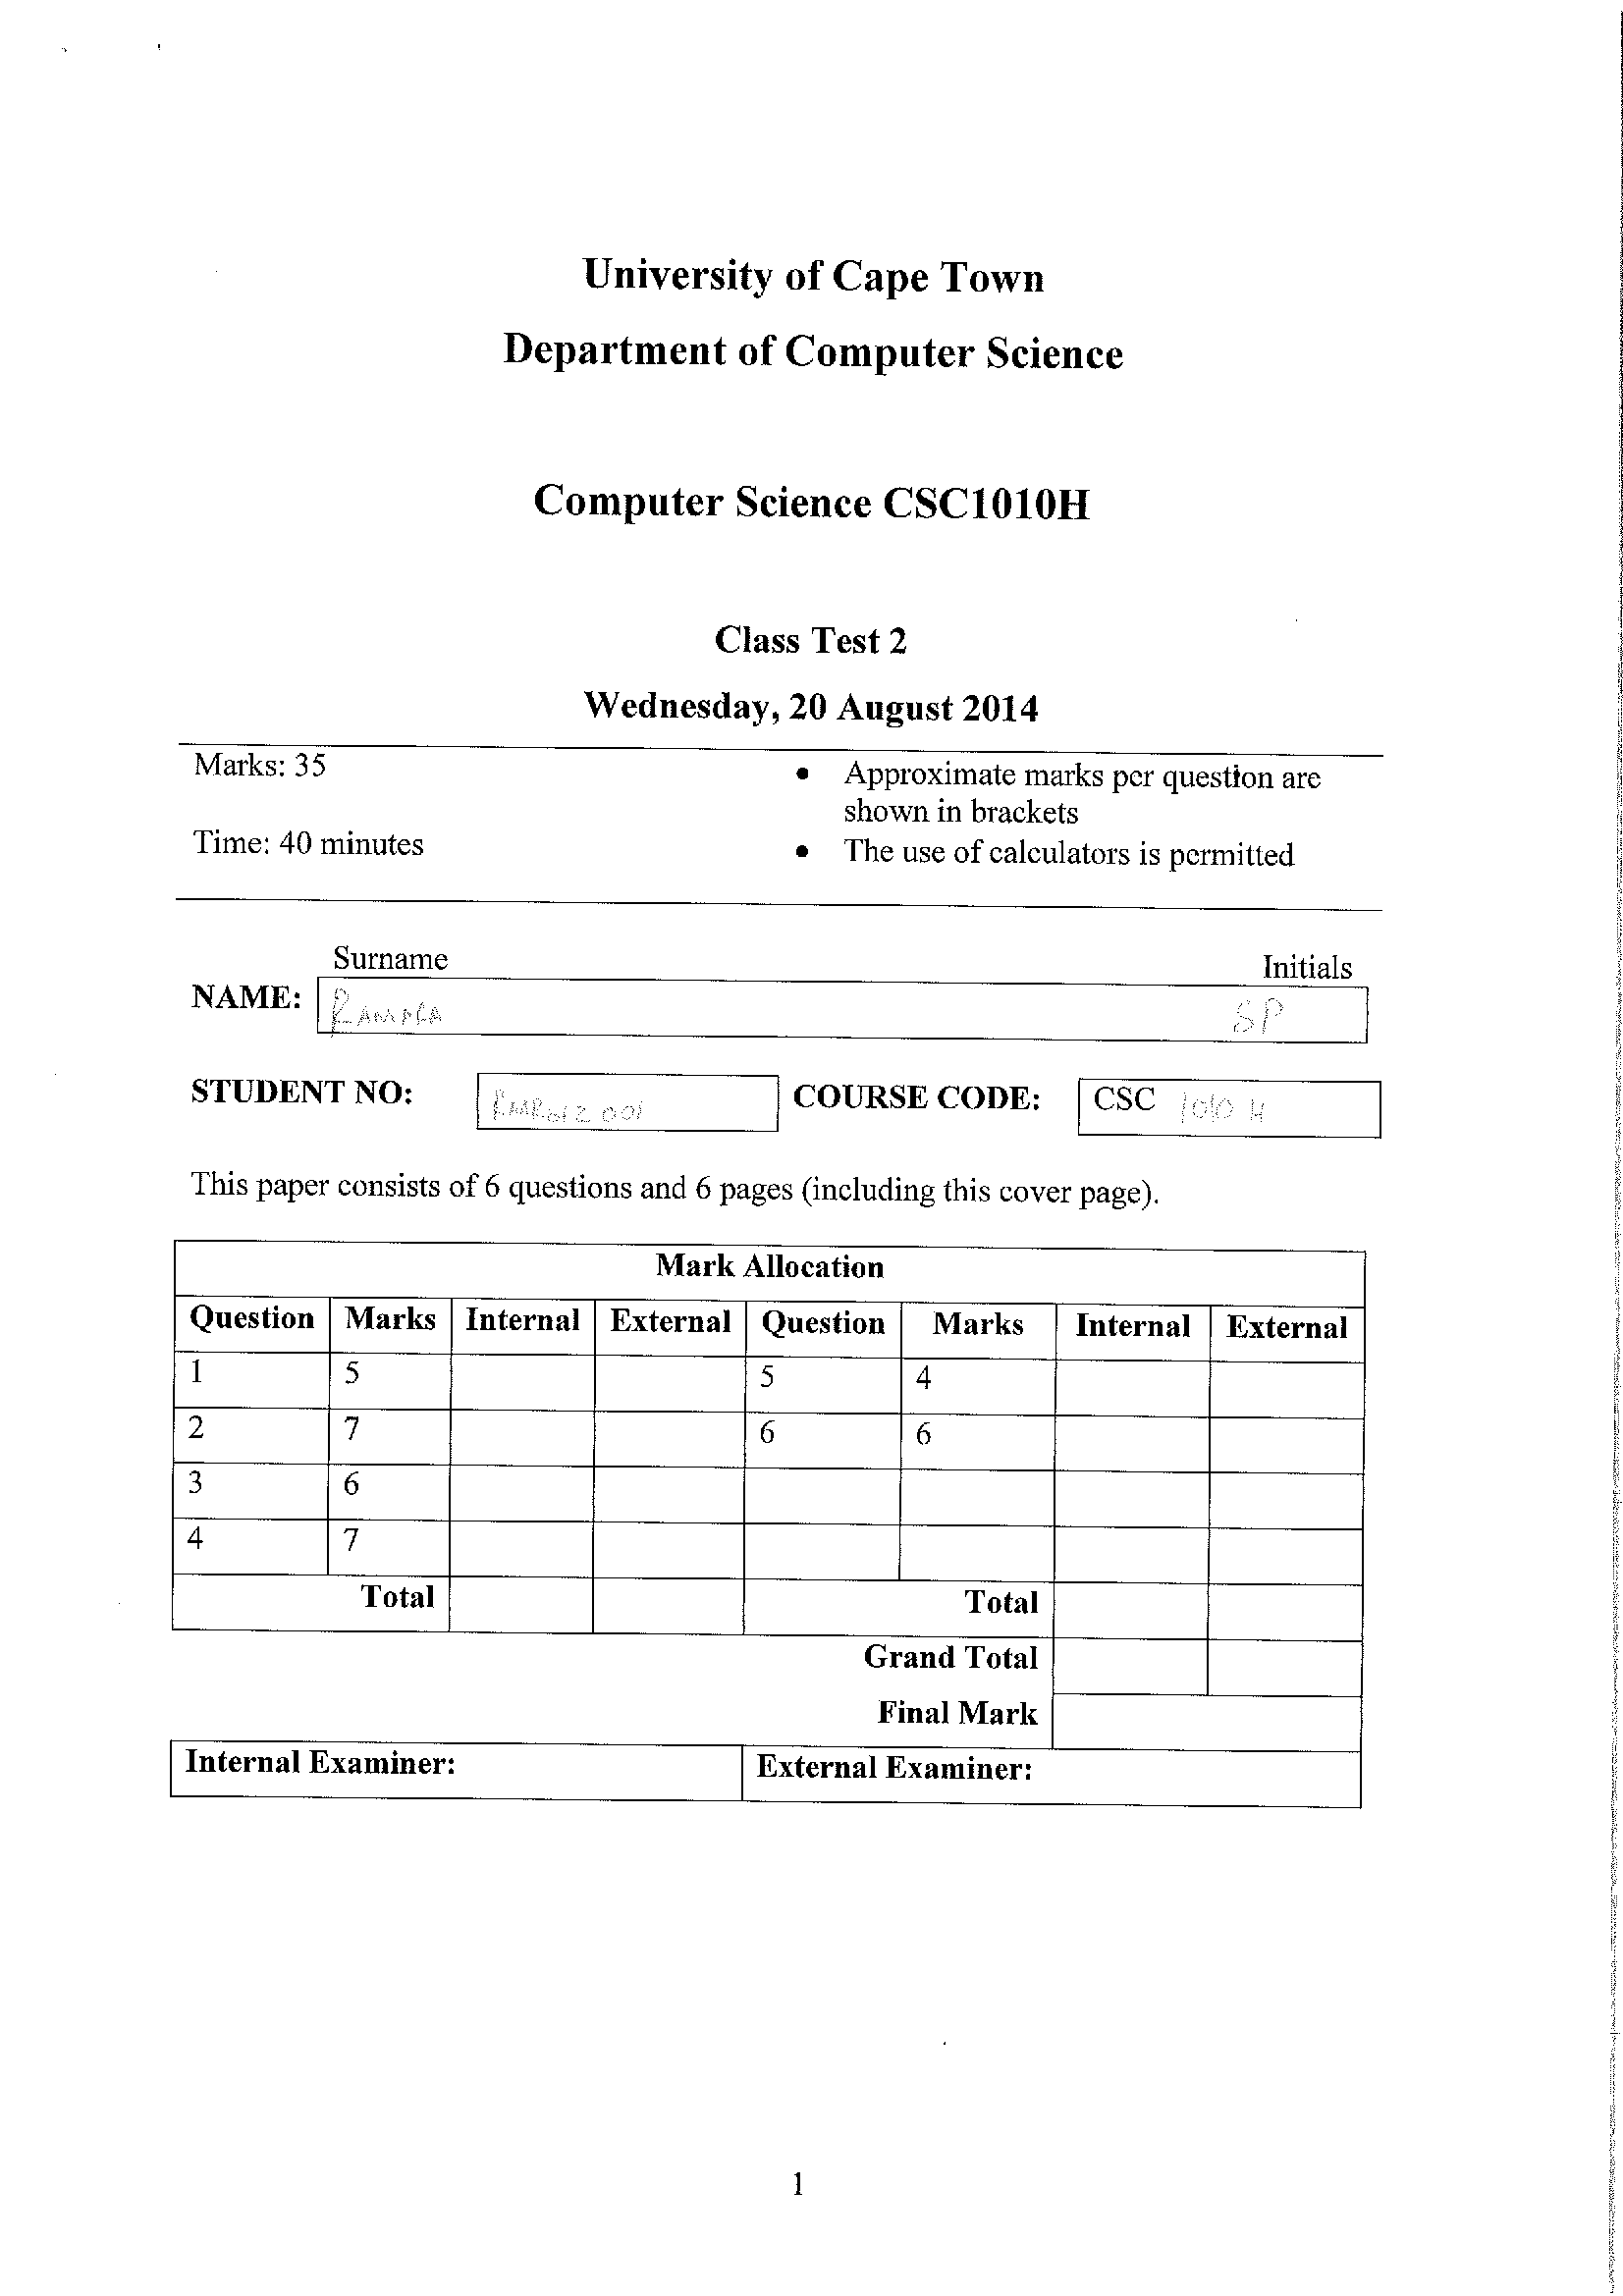 University of Cape Town
Department of Computer Science
Computer Science CSC1010H
Class Test 2
Wednesday, 20 August 2014
Marks: 35
• Approximate marks per question are
shown in brackets
Time: 40 minutes
• The use of calculators is permitted
Surname Initials
NAME: SP
STUDENT NO: COURSE CODE: CSC 1010 H
This paper consists of 6 questions and 6 pages (including this cover page).
Mark Allocation
Question Marks Internal External Question Marks Internal External
1 5 5 4
2 7 6 6
3 6
4 7
Total Total
Grand Total
Final Mark
Internal Examiner: External Examiner:
1